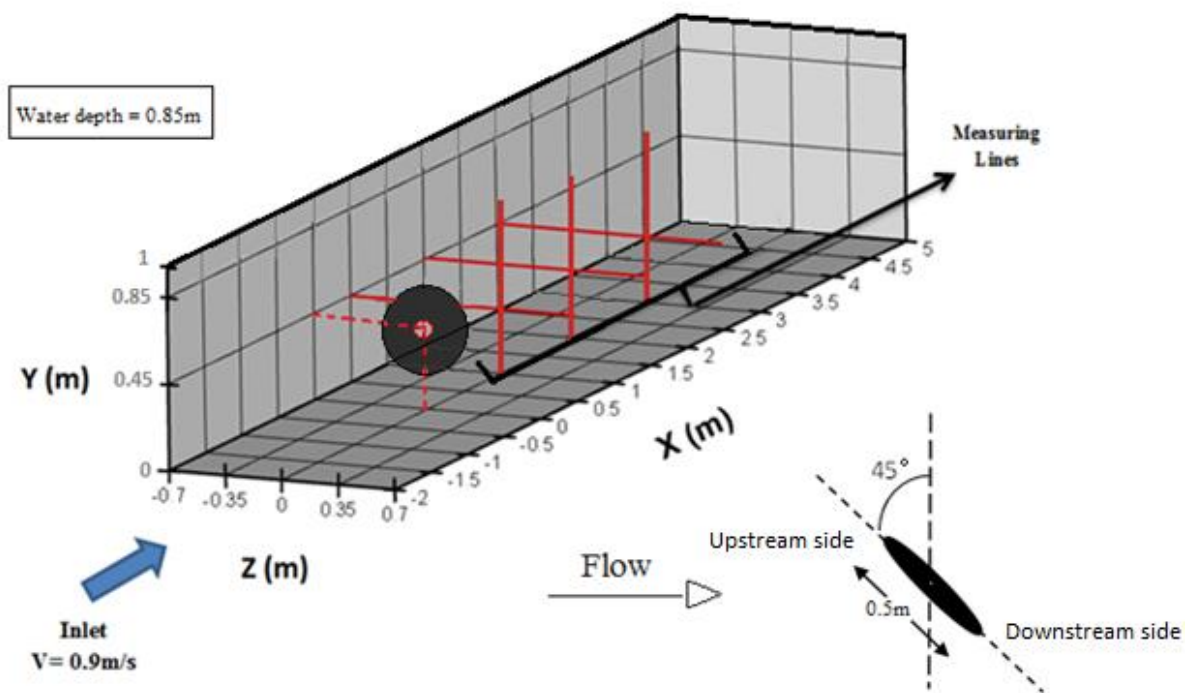 Water depth = 0.85m
Measuring
Lines
1
0.85
0.45
0
Y (m)
-0.7
-0.35
0
0.35
0.7
Z (m)
-2
-1.5
-1
-0.5
0
0.5
1
1.5
2
2.5
3
3.5
4
4.5
5
X (m)
Inlet
V= 0.9m/s
Flow
45°
Upstream side
0.5m
Downstream side